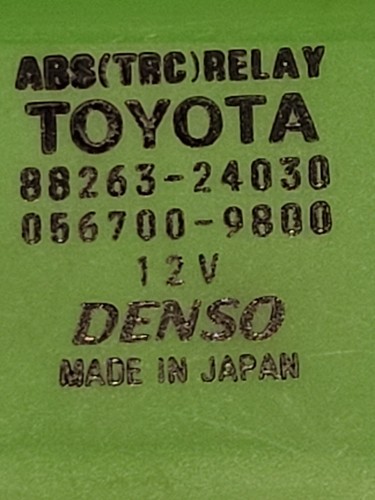 ABS(TRC)RELAY
TOYOTA
88263-24030
056700-9800
12V
DENSO
MADE IN JAPAN